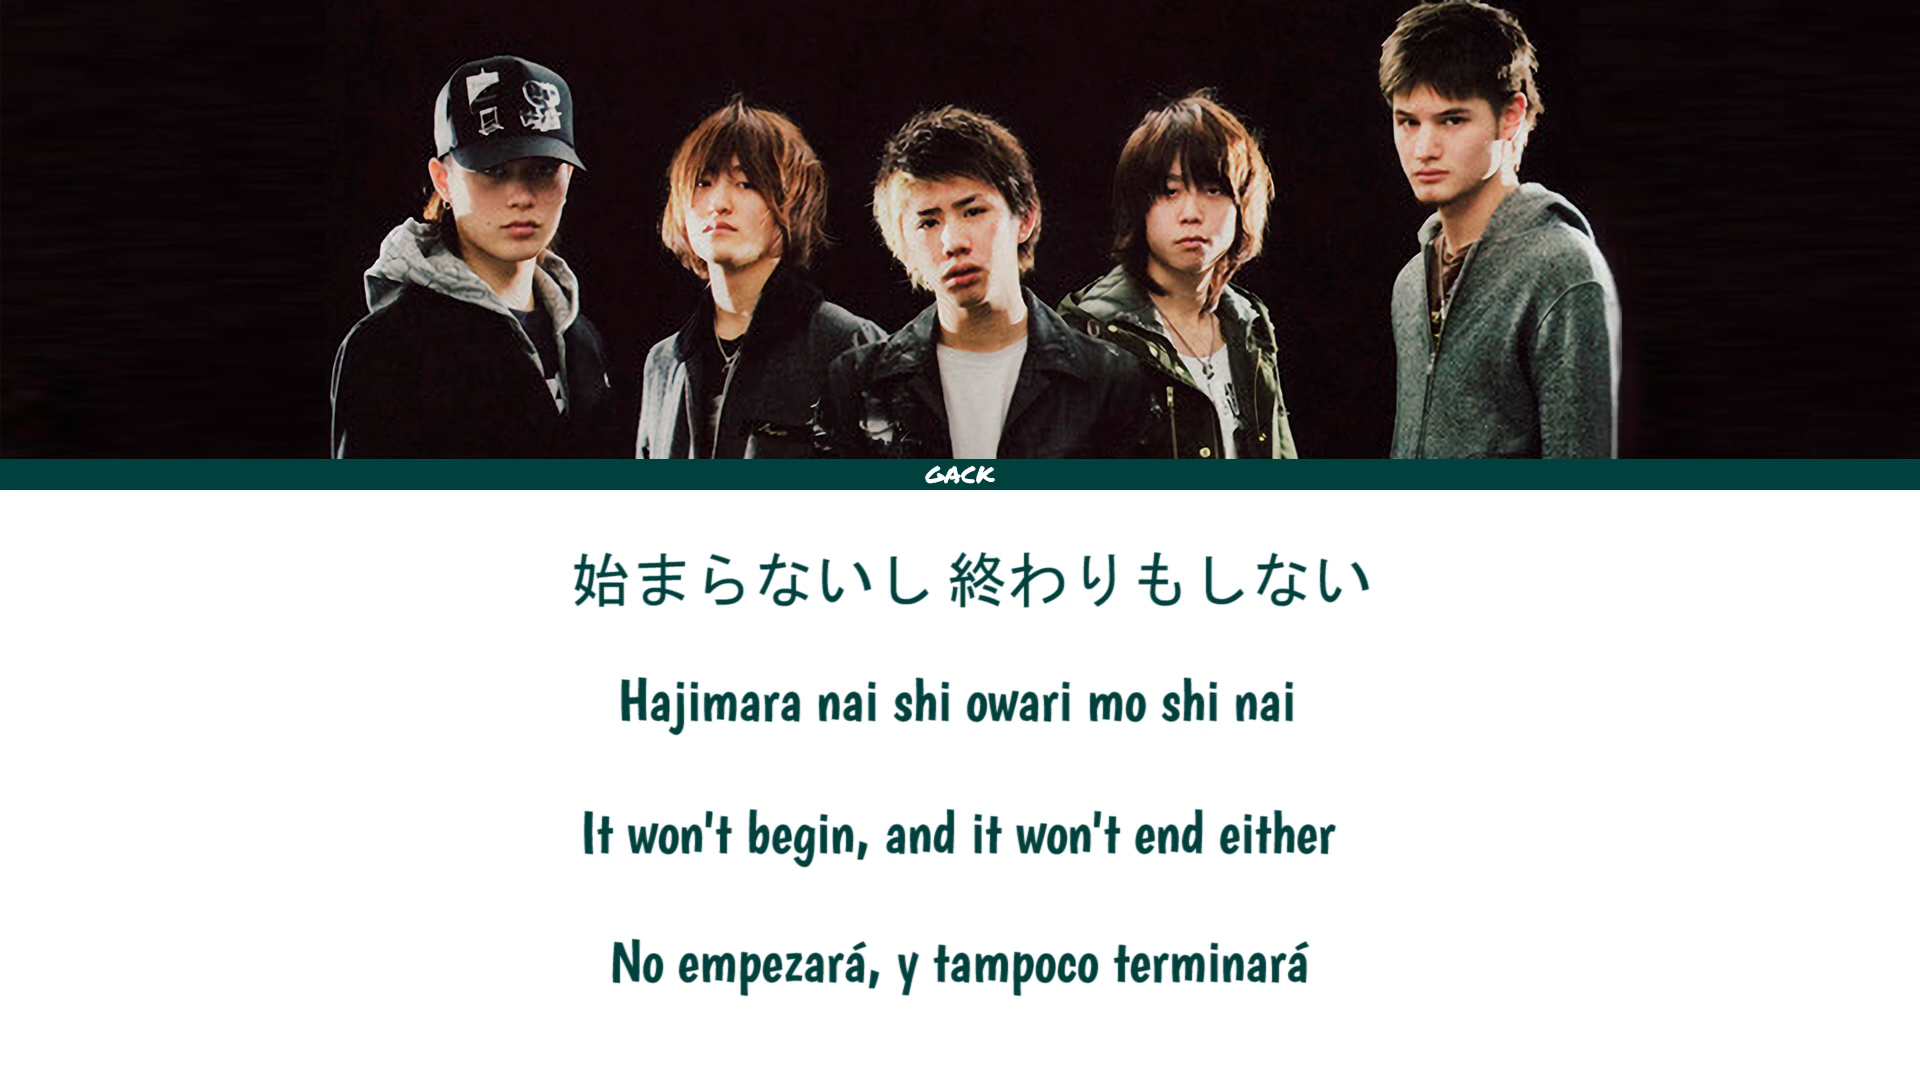 GACK
始まらないし 終わりもしない
Hajimara nai shi owari mo shi nai
It won't begin, and it won't end either
No empezará, y tampoco terminará